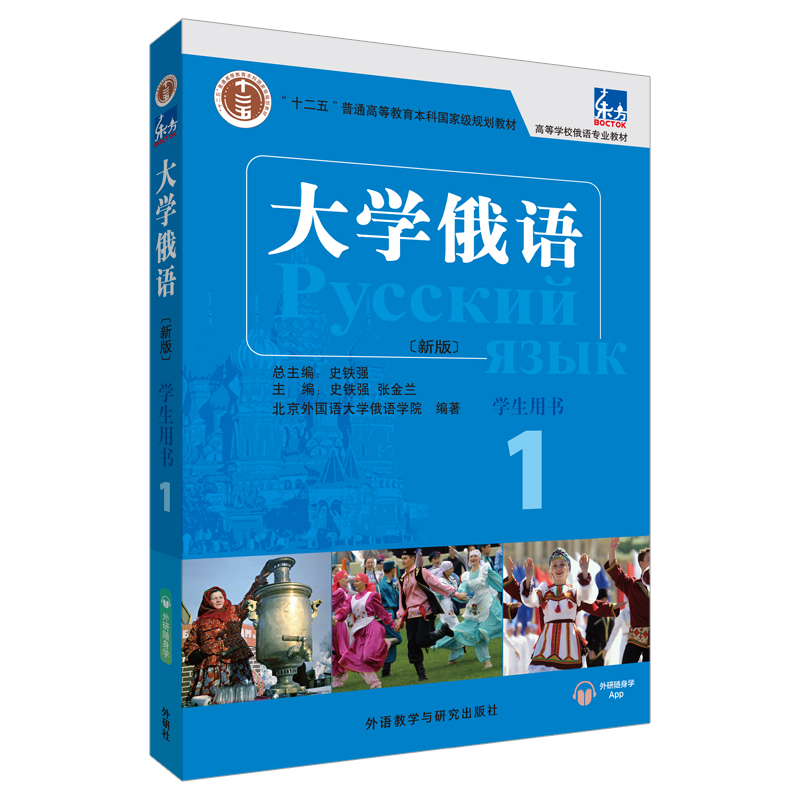 “十二五”普通高等教育本科国家级规划教材
东方
ВОСТОК
高等学校俄语专业教材
大学俄语
Русский
язык
〔新版〕
总主编：史铁强
主 编：史铁强 张金兰
北京外国语大学俄语学院 编著
学生用书
1
外研随身学
App
外语教学与研究出版社
东方
大学俄语
〔新版〕
学生用书
1
外研随身学
外研社